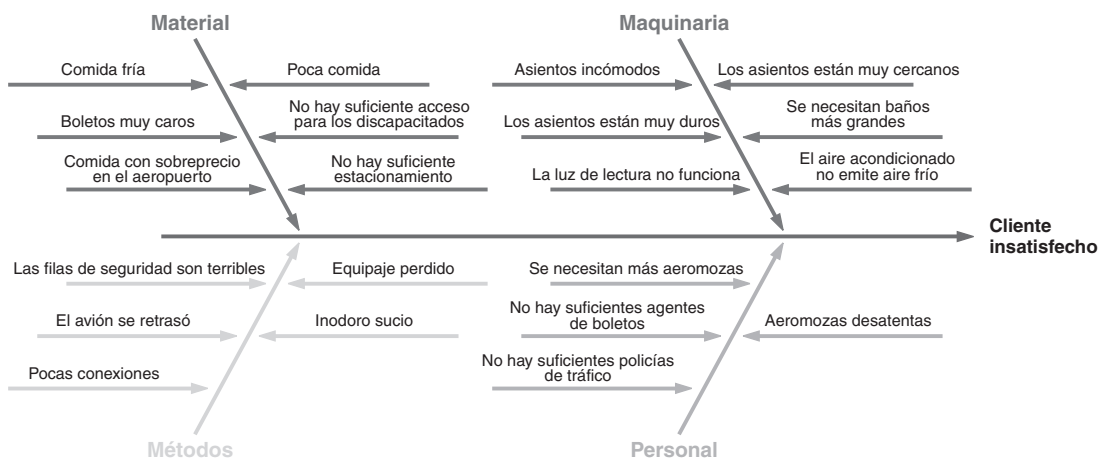 Material
Maquinaria
Comida fría
Poca comida
Asientos incómodos
Los asientos están muy cercanos
Boletos muy caros
No hay suficiente acceso
para los discapacitados
Los asientos están muy duros
Se necesitan baños
más grandes
Comida con sobreprecio
en el aeropuerto
No hay suficiente
estacionamiento
La luz de lectura no funciona
El aire acondicionado
no emite aire frío
Cliente
insatisfecho
Las filas de seguridad son terribles
Equipaje perdido
Se necesitan más aeromozas
El avión se retrasó
Inodoro sucio
No hay suficientes agentes
de boletos
Aeromozas desatentas
Pocas conexiones
No hay suficientes policías
de tráfico
Métodos
Personal